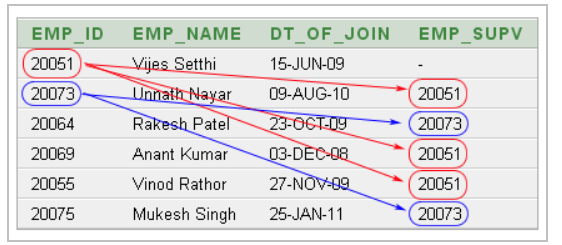 EMP_ID EMP_NAME DT_OF_JOIN EMP_SUPV
20051 Vijes Setthi 15-JUN-09 -
20073 Unnath Nayar 09-AUG-10 20051
20064 Rakesh Patel 23-OCT-09 20073
20069 Anant Kumar 03-DEC-08 20051
20055 Vinod Rathor 27-NOV-09 20051
20075 Mukesh Singh 25-JAN-11 20073